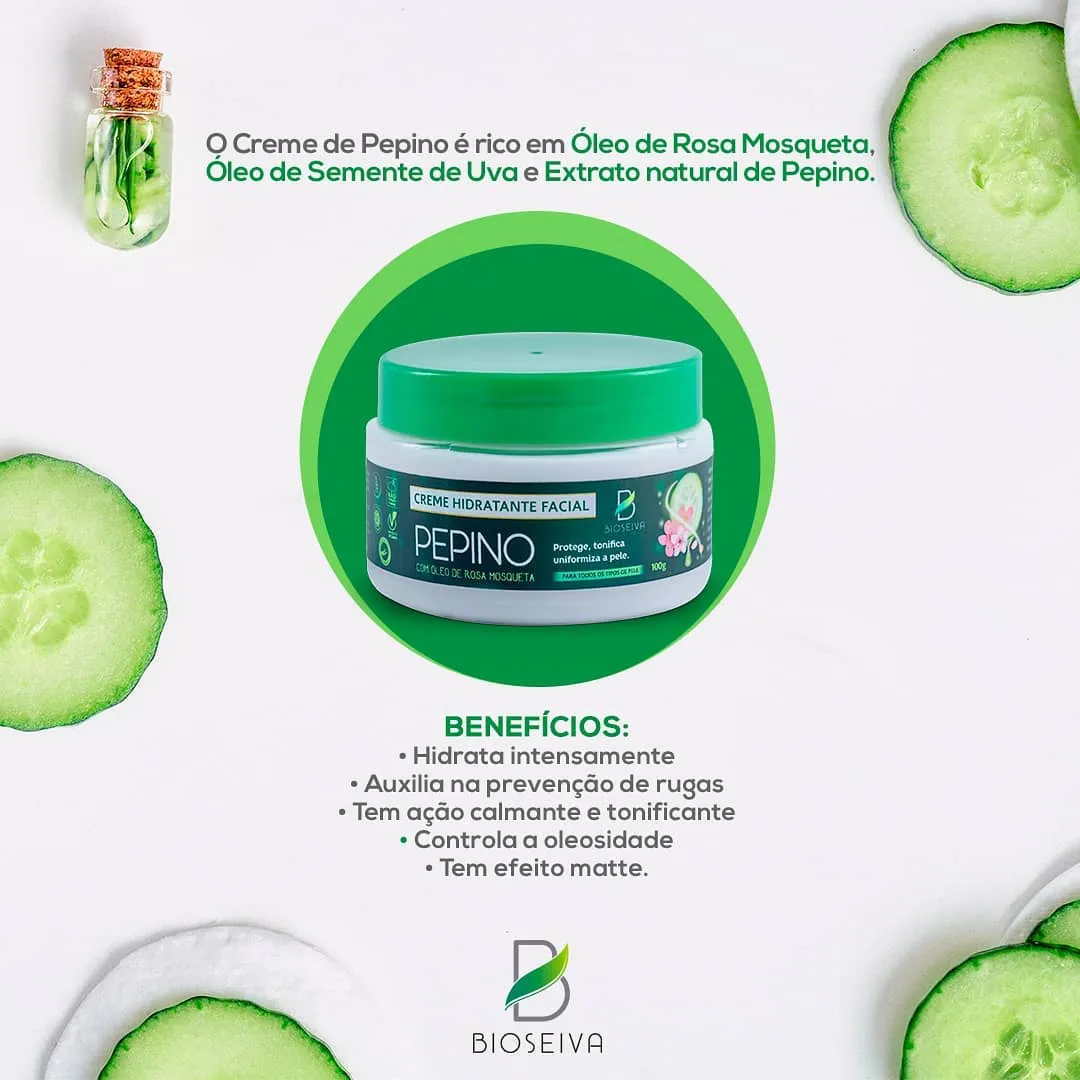 O Creme de Pepino é rico em Óleo de Rosa Mosqueta,
Óleo de Semente de Uva e Extrato natural de Pepino.
CREME HIDRATANTE FACIAL
PEPINO
COM ÓLEO DE ROSA MOSQUETA
BIOSEIVA
Protege, tonifica
uniformiza a pele.
PARA TODOS OS TIPOS DE PELE
100g
BENEFÍCIOS:
• Hidrata intensamente
• Auxilia na prevenção de rugas
• Tem ação calmante e tonificante
• Controla a oleosidade
• Tem efeito matte.
BIOSEIVA